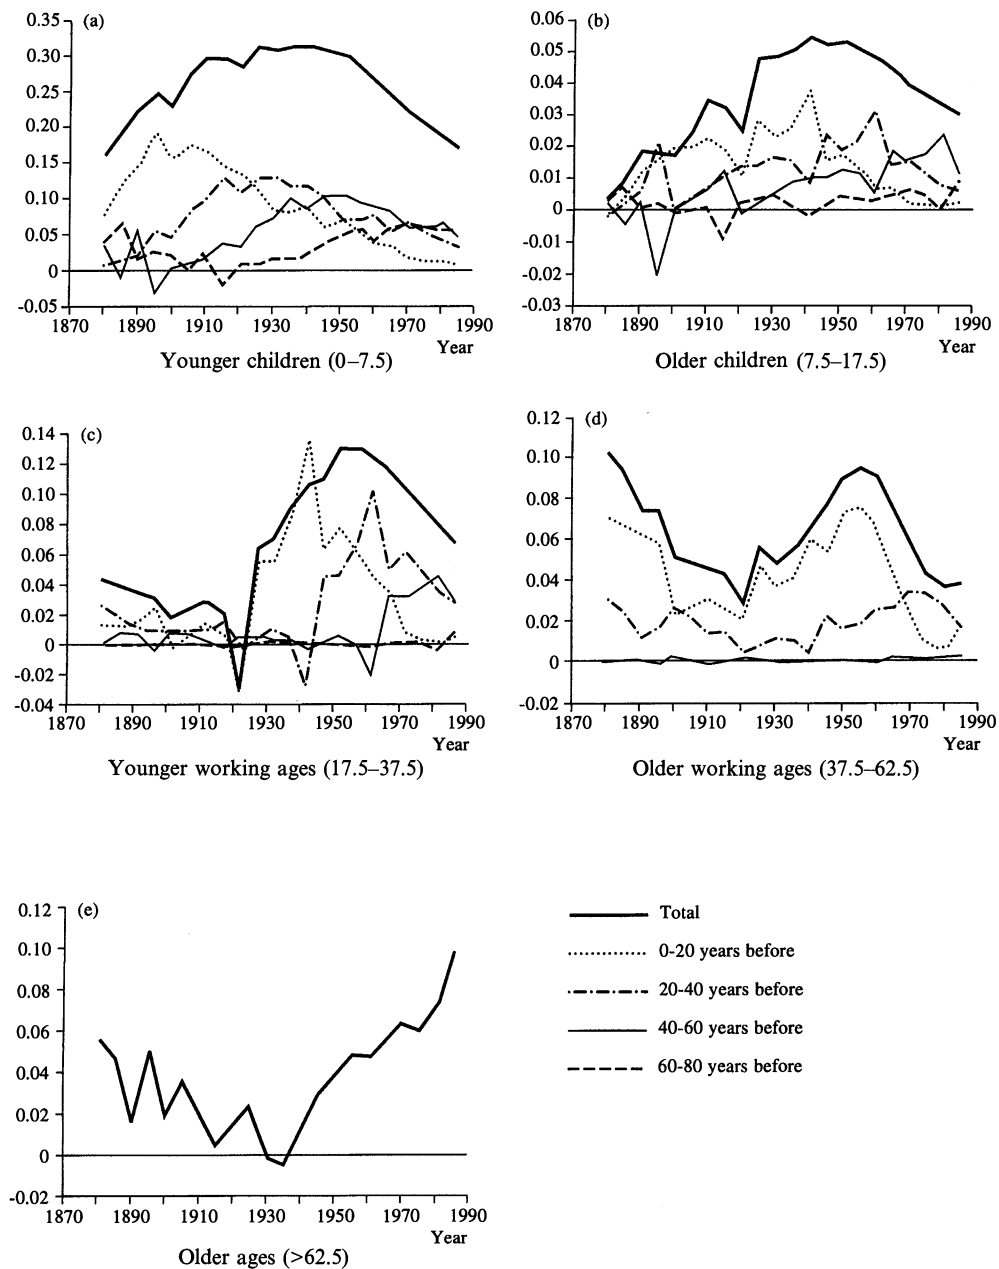 (a)
0.35
0.30
0.25
0.20
0.15
0.10
0.05
0
-0.05
1870 1890 1910 1930 1950 1970 1990
Year
Younger children (0–7.5)
(b)
0.06
0.05
0.04
0.03
0.02
0.01
0
-0.01
-0.02
-0.03
1870 1890 1910 1930 1950 1970 1990
Year
Older children (7.5–17.5)
(c)
0.14
0.12
0.10
0.08
0.06
0.04
0.02
0
-0.02
-0.04
1870 1890 1910 1930 1950 1970 1990
Year
Younger working ages (17.5–37.5)
(d)
0.12
0.10
0.08
0.06
0.04
0.02
0
-0.02
1870 1890 1910 1930 1950 1970 1990
Year
Older working ages (37.5–62.5)
(e)
0.12
0.10
0.08
0.06
0.04
0.02
0
-0.02
1870 1890 1910 1930 1950 1970 1990
Year
Older ages (>62.5)
Total
0-20 years before
20-40 years before
40-60 years before
60-80 years before